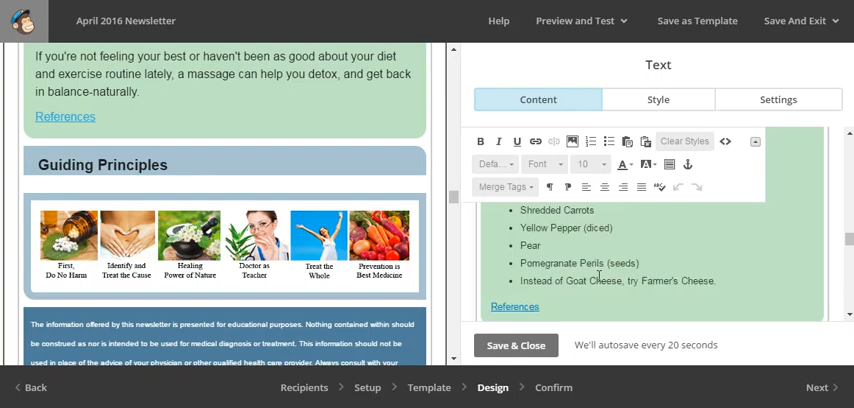 April 2016 Newsletter
Help
Preview and Test
Save as Template
Save And Exit
If you're not feeling your best or haven't been as good about your diet
and exercise routine lately, a massage can help you detox, and get back
in balance-naturally.
References
Guiding Principles
First,
Do No Harm
Identify and
Treat the Cause
Healing
Power of Nature
Doctor as
Teacher
Treat the
Whole
Prevention is
Best Medicine
The information offered by this newsletter is presented for educational purposes. Nothing contained within should
be construed as nor is intended to be used for medical diagnosis or treatment. This information should not be
used in place of the advice of your physician or other qualified health care provider. Always consult with your
Text
Content
Style
Settings
B I U
Clear Styles
Defa...
Font
10
A
A
Merge Tags
Shredded Carrots
Yellow Pepper (diced)
Pear
Pomegranate Perils (seeds)
Instead of Goat Cheese, try Farmer's Cheese.
References
Save & Close
We'll autosave every 20 seconds
Back
Recipients
Setup
Template
Design
Confirm
Next